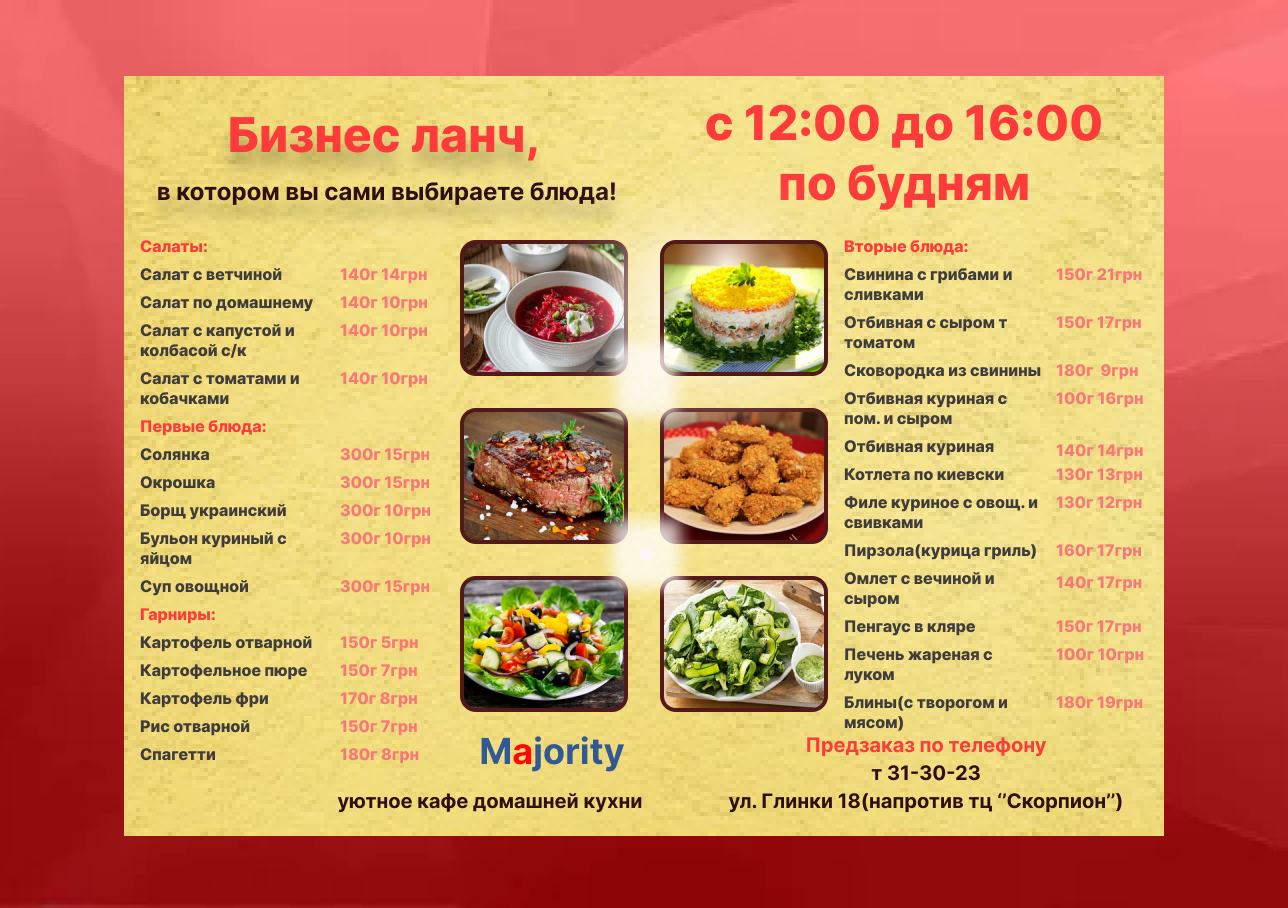 Бизнес ланч,
в котором вы сами выбираете блюда!
с 12:00 до 16:00
по будням
Салаты:
Салат с ветчиной 140г 14грн
Салат по домашнему 140г 10грн
Салат с капустой и 140г 10грн
колбасой с/к
Салат с томатами и 140г 10грн
кобачками
Первые блюда:
Солянка 300г 15грн
Окрошка 300г 15грн
Борщ украинский 300г 10грн
Бульон куриный с 300г 10грн
яйцом
Суп овощной 300г 15грн
Гарниры:
Картофель отварной 150г 5грн
Картофельное пюре 150г 7грн
Картофель фри 170г 8грн
Рис отварной 150г 7грн
Спагетти 180г 8грн
Вторые блюда:
Свинина с грибами и 150г 21грн
сливками
Отбивная с сыром т 150г 17грн
томатом
Сковородка из свинины 180г 9грн
Отбивная куриная с 100г 16грн
пом. и сыром
Отбивная куриная 140г 14грн
Котлета по киевски 130г 13грн
Филе куриное с овощ. и 130г 12грн
свивками
Пирзола(курица гриль) 160г 17грн
Омлет с вечиной и 140г 17грн
сыром
Пенгаус в кляре 150г 17грн
Печень жареная с 100г 10грн
луком
Блины(с творогом и 180г 19грн
мясом)
Majority
уютное кафе домашней кухни
Предзаказ по телефону
т 31-30-23
ул. Глинки 18(напротив тц ‘’Скорпион’’)